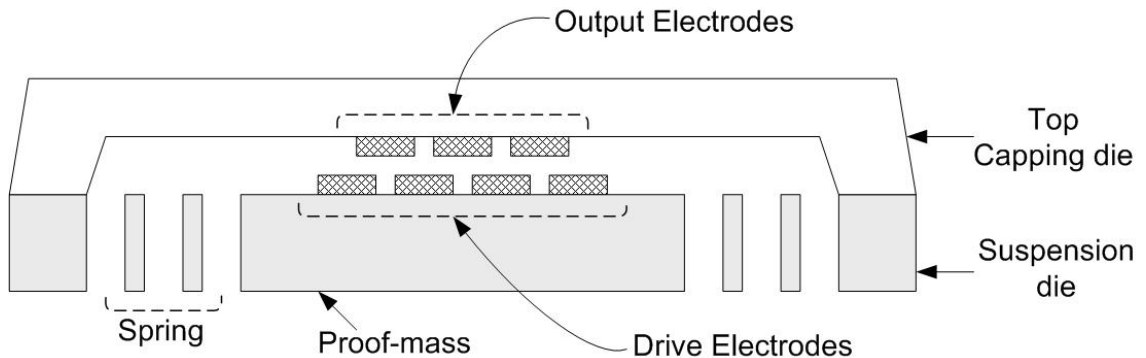 Output Electrodes
Top
Capping die
Suspension
die
Spring
Proof-mass
Drive Electrodes